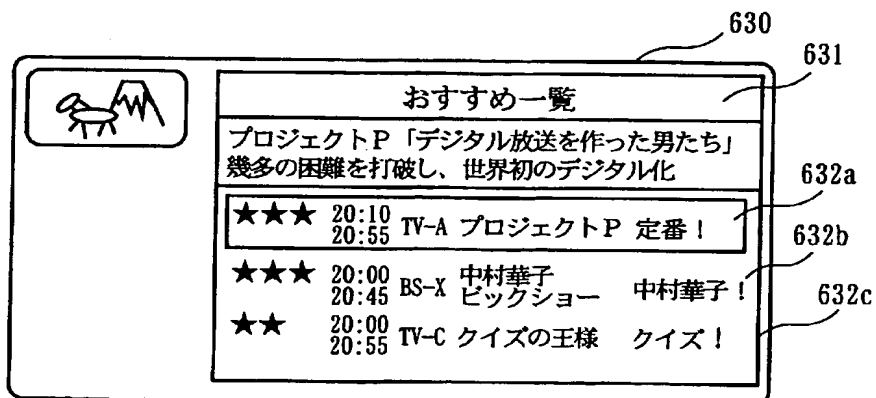 630
631
おすすめ一覧
プロジェクトP「デジタル放送を作った男たち」
幾多の困難を打破し、世界初のデジタル化
632a
★★★ 20:10 20:55 TV-A プロジェクトP 定番！
632b
★★★ 20:00 20:45 BS-X 中村華子 ビックショー 中村華子！
632c
★★ 20:00 20:55 TV-C クイズの王様 クイズ！